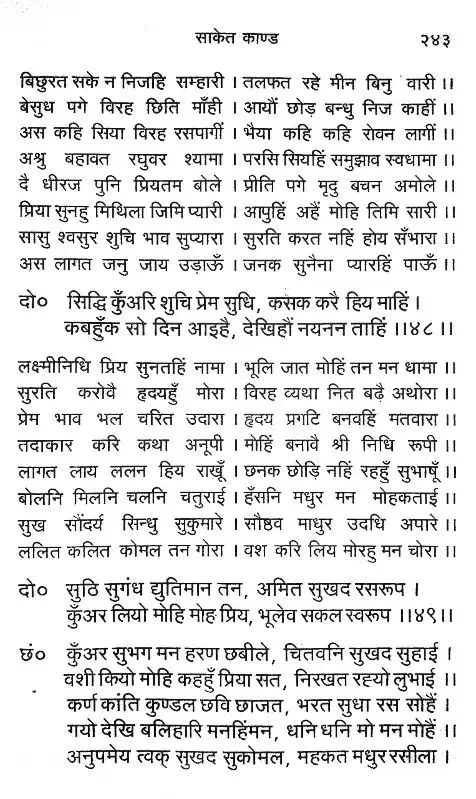 साकेत काण्ड २४३
बिछुरत सके न निजहि सम्हारी । तलफत रहे मीन बिनु वारी ।।
बेसुध पगे विरह छिति माँही । आयौं छोड़ बन्धु निज काहीं ।।
अस कहि सिया विरह रसपागीं । भैया कहि कहि रोवन लागीं ।।
अश्रु बहावत रघुवर श्यामा । परसि सियहिं समुझाव स्वधामा ।।
दै धीरज पुनि प्रियतम बोले । प्रीति पगे मृदु बचन अमोले ।।
प्रिया सुनहु मिथिला जिमि प्यारी । आपुहिं अहैं मोहि तिमि सारी ।।
सासु श्वसुर शुचि भाव सुप्यारा । सुरति करत नहिं होय सँभारा ।।
अस लागत जनु जाय उड़ाऊँ । जनक सुनैना प्यारहिं पाऊँ ।।
दो० सिद्धि कुँअरि शुचि प्रेम सुधि, कसक करै हिय माहिं ।
कबहुँक सो दिन आइहै, देखिहौं नयनन ताहिं ।।४८।।
लक्ष्मीनिधि प्रिय सुनतहिं नामा । भूलि जात मोहिं तन मन धामा ।।
सुरति करोवै हृदयहुँ मोरा । विरह व्यथा नित बढ़ै अथोरा ।।
प्रेम भाव भल चरित उदारा । हृदय प्रगटि बनवहिं मतवारा ।।
तदाकार करि कथा अनूपी । मोहिं बनावै श्री निधि रूपी ।।
लागत लाय ललन हिय राखूँ । छनक छोड़ि नहिं रहहुँ सुभाषूँ ।।
बोलनि मिलनि चलनि चतुराई । हँसनि मधुर मन मोहकताई ।।
सुख सौंदर्य सिन्धु सुकुमारे । सौष्ठव माधुर उदधि अपारे ।।
ललित कलित कोमल तन गोरा । वश करि लिय मोरहु मन चोरा ।।
दो० सुठि सुगंध द्युतिमान तन, अमित सुखद रसरूप ।
कुँअर लियो मोहि मोह प्रिय, भूलेव सकल स्वरूप ।।४९।।
छं० कुँअर सुभग मन हरण छबीले, चितवनि सुखद सुहाई ।
वशी कियो मोहि कहहुँ प्रिया सत, निरखत रह्यो लुभाई ।।
कर्ण कांति कुण्डल छवि छाजत, भरत सुधा रस सोहैं ।
गयो देखि बलिहारि मनहिंमन, धनि धनि मो मन मोहैं ।।
अनुपमेय त्वक् सुखद सुकोमल, महकत मधुर रसीला ।